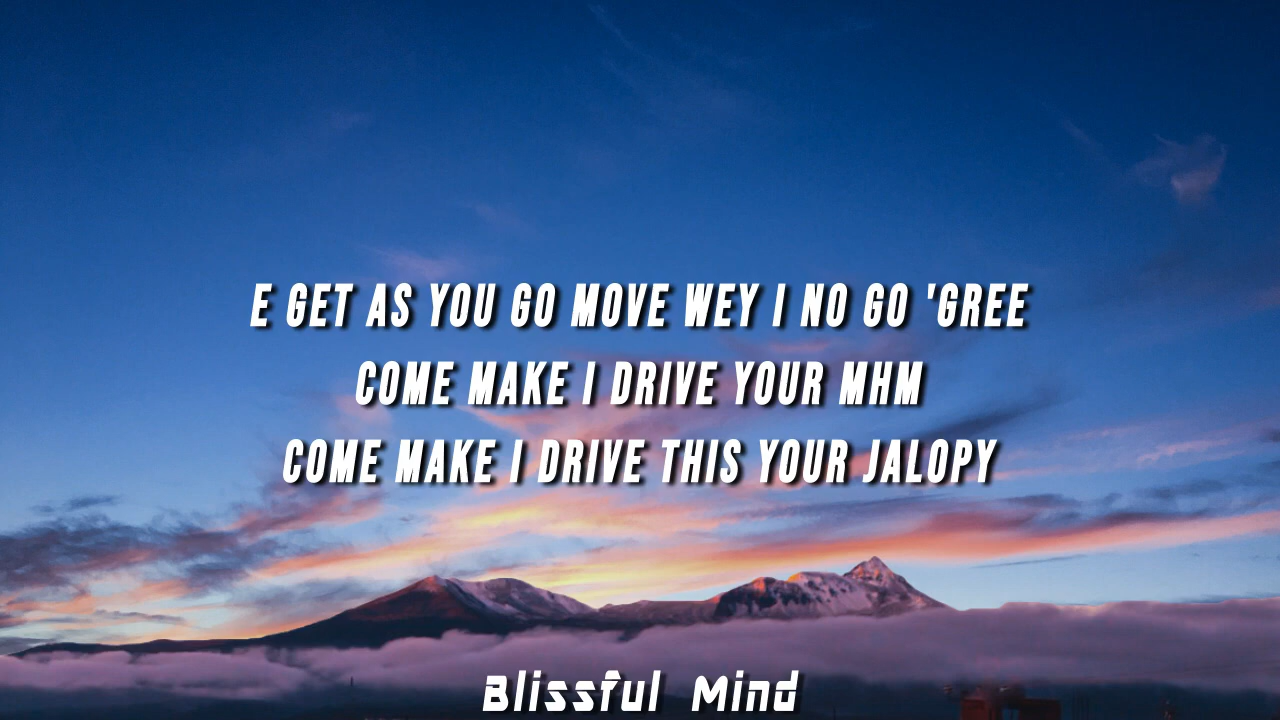 E GET AS YOU GO MOVE WEY I NO GO 'GREE
COME MAKE I DRIVE YOUR MHM
COME MAKE I DRIVE THIS YOUR JALOPY
Blissful Mind